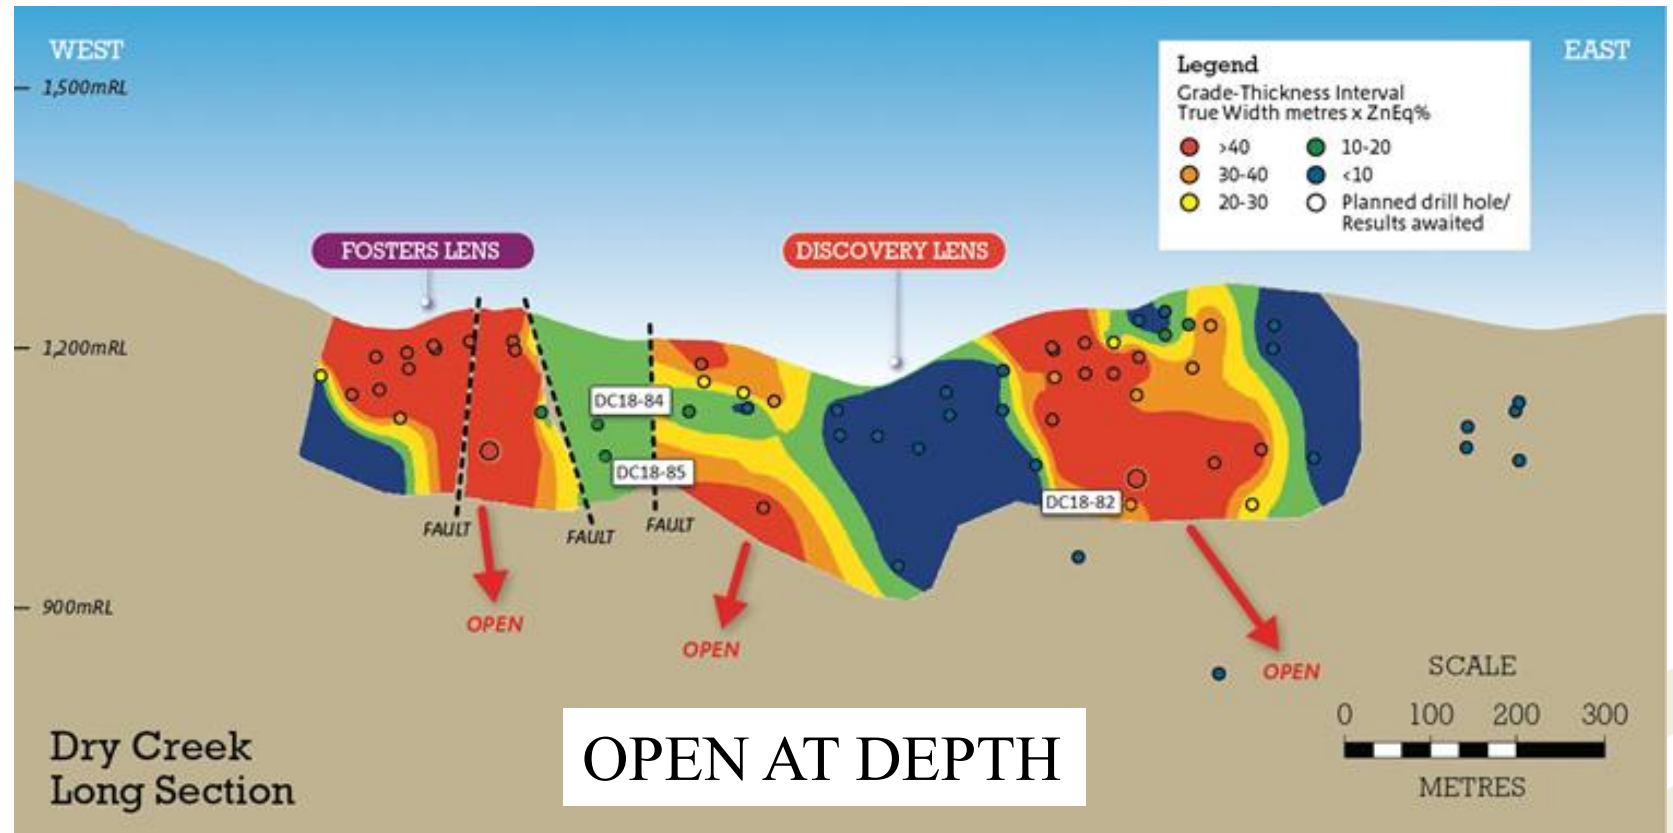 WEST
EAST
1,500mRL
Legend
Grade-Thickness Interval
True Width metres x ZnEq%
>40
30-40
20-30
10-20
<10
Planned drill hole/
Results awaited
FOSTERS LENS
DISCOVERY LENS
1,200mRL
DC18-84
DC18-85
DC18-82
FAULT
FAULT
FAULT
900mRL
OPEN
OPEN
OPEN
SCALE
0 100 200 300
METRES
Dry Creek
Long Section
OPEN AT DEPTH